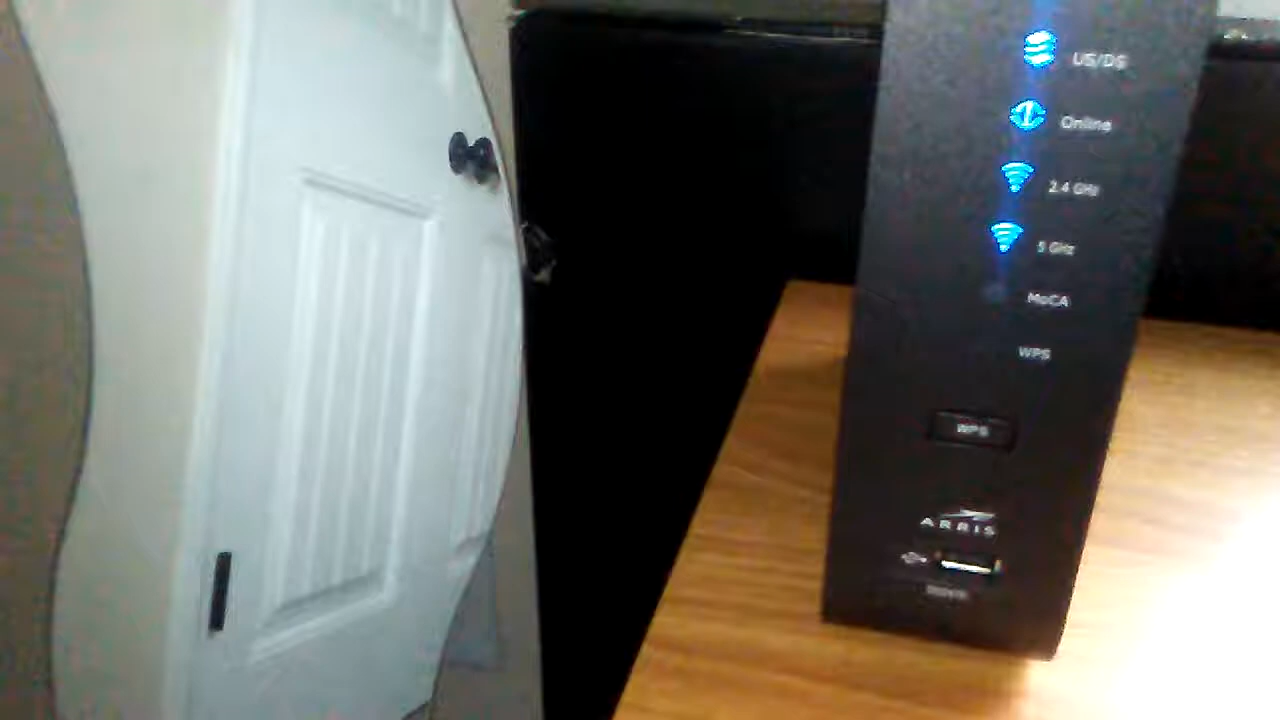 US/DS
Online
2.4 GHz
5 GHz
MoCA
WPS
WPS
ARRIS